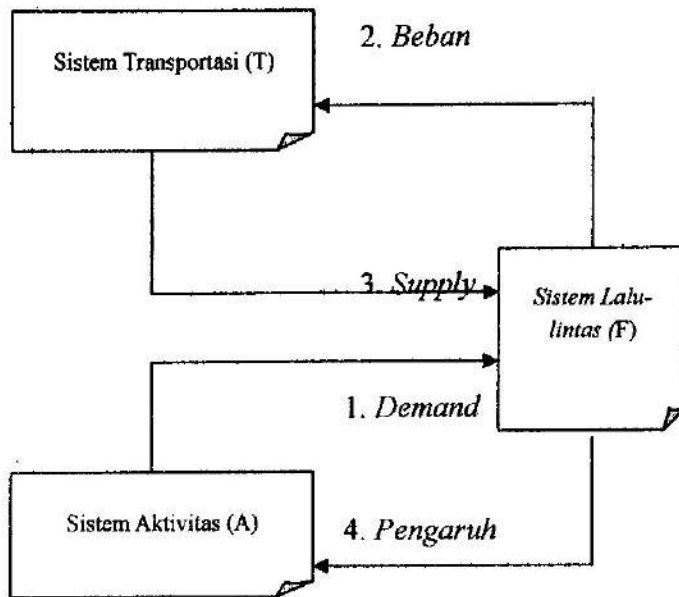 2. Beban
Sistem Transportasi (T)
3. Supply
Sistem Lalu-
lintas (F)
1. Demand
Sistem Aktivitas (A)
4. Pengaruh